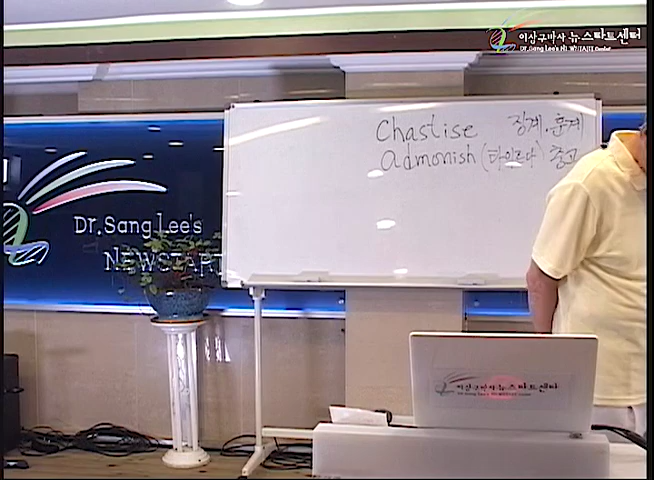 이상구박사 뉴스타트센터
Dr. Sang Lee's NEWSTART Center
Chastise 징계·훈계
admonish (타이르다) 충고
Dr. Sang Lee's
NEWSTART
이상구박사 뉴스타트센터